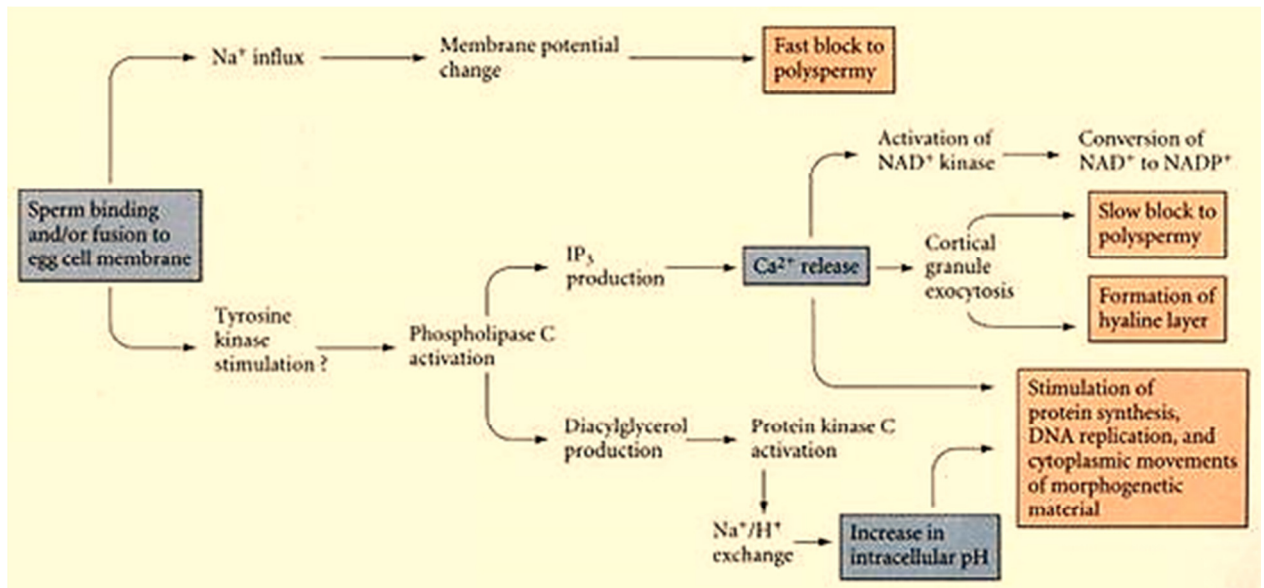 Na⁺ influx
Membrane potential
change
Fast block to
polyspermy
Activation of
NAD⁺ kinase
Conversion of
NAD⁺ to NADP⁺
Sperm binding
and/or fusion to
egg cell membrane
Slow block to
polyspermy
IP₃
production
Ca²⁺ release
Cortical
granule
exocytosis
Formation of
hyaline layer
Tyrosine
kinase
stimulation?
Phospholipase C
activation
Stimulation of
protein synthesis,
DNA replication, and
cytoplasmic movements
of morphogenetic
material
Diacylglycerol
production
Protein kinase C
activation
Na⁺/H⁺
exchange
Increase in
intracellular pH